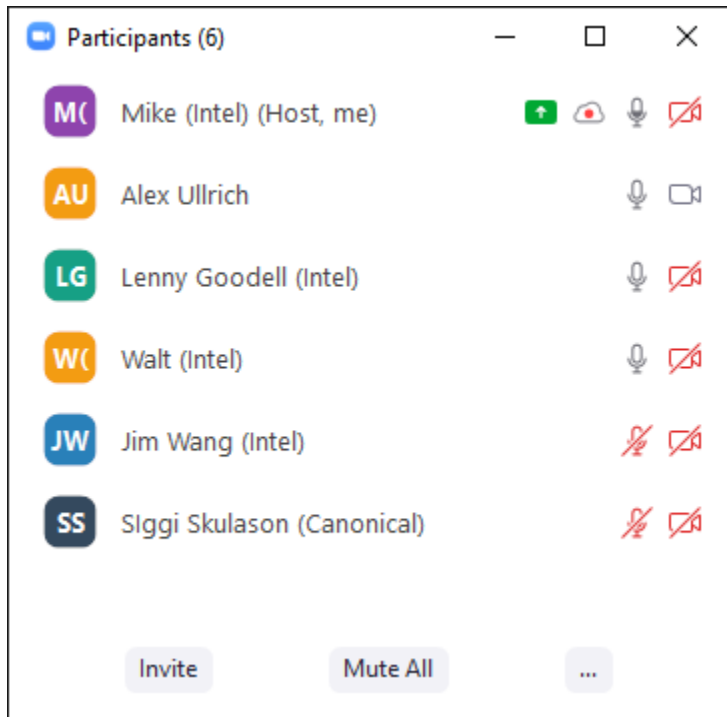 Participants (6)
M( Mike (Intel) (Host, me)
AU Alex Ullrich
LG Lenny Goodell (Intel)
W( Walt (Intel)
JW Jim Wang (Intel)
SS SIggi Skulason (Canonical)
Invite Mute All ...